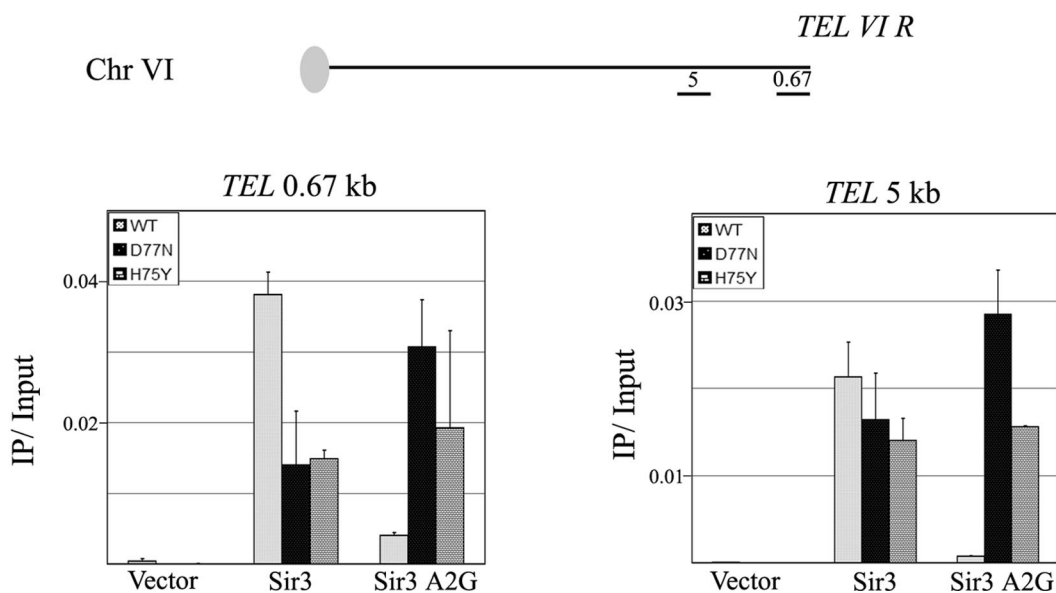 TEL VI R
Chr VI
5
0.67
TEL 0.67 kb
WT
D77N
H75Y
0.04
0.02
IP/ Input
Vector
Sir3
Sir3 A2G
TEL 5 kb
WT
D77N
H75Y
0.03
0.01
IP/ Input
Vector
Sir3
Sir3 A2G